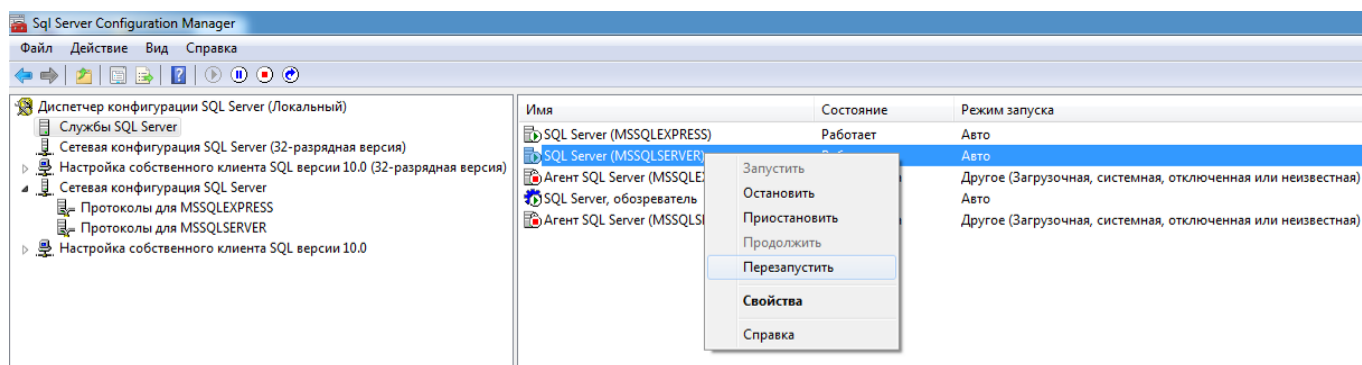 Sql Server Configuration Manager
Файл Действие Вид Справка
Диспетчер конфигурации SQL Server (Локальный)
Службы SQL Server
Сетевая конфигурация SQL Server (32-разрядная версия)
Настройка собственного клиента SQL версии 10.0 (32-разрядная версия)
Сетевая конфигурация SQL Server
Протоколы для MSSQLEXPRESS
Протоколы для MSSQLSERVER
Настройка собственного клиента SQL версии 10.0
Имя Состояние Режим запуска
SQL Server (MSSQLEXPRESS) Работает Авто
SQL Server (MSSQLSERVER) Авто
Агент SQL Server (MSSQLE Другое (Загрузочная, системная, отключенная или неизвестная)
SQL Server, обозреватель Авто
Агент SQL Server (MSSQLS Другое (Загрузочная, системная, отключенная или неизвестная)
Запустить
Остановить
Приостановить
Продолжить
Перезапустить
Свойства
Справка